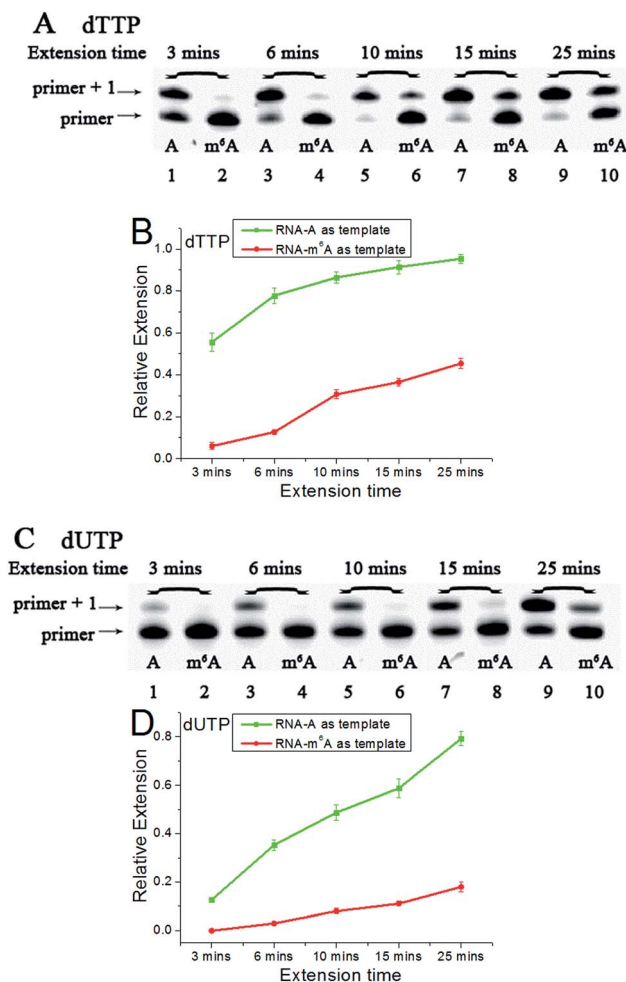 A dTTP
Extension time 3 mins 6 mins 10 mins 15 mins 25 mins
primer + 1
primer
A m⁶A A m⁶A A m⁶A A m⁶A A m⁶A
1 2 3 4 5 6 7 8 9 10
B
dTTP
RNA-A as template
RNA-m⁶A as template
Relative Extension
1.0
0.8
0.6
0.4
0.2
0.0
3 mins 6 mins 10 mins 15 mins 25 mins
Extension time
C dUTP
Extension time 3 mins 6 mins 10 mins 15 mins 25 mins
primer + 1
primer
A m⁶A A m⁶A A m⁶A A m⁶A A m⁶A
1 2 3 4 5 6 7 8 9 10
D
dUTP
RNA-A as template
RNA-m⁶A as template
Relative Extension
0.8
0.6
0.4
0.2
0.0
3 mins 6 mins 10 mins 15 mins 25 mins
Extension time